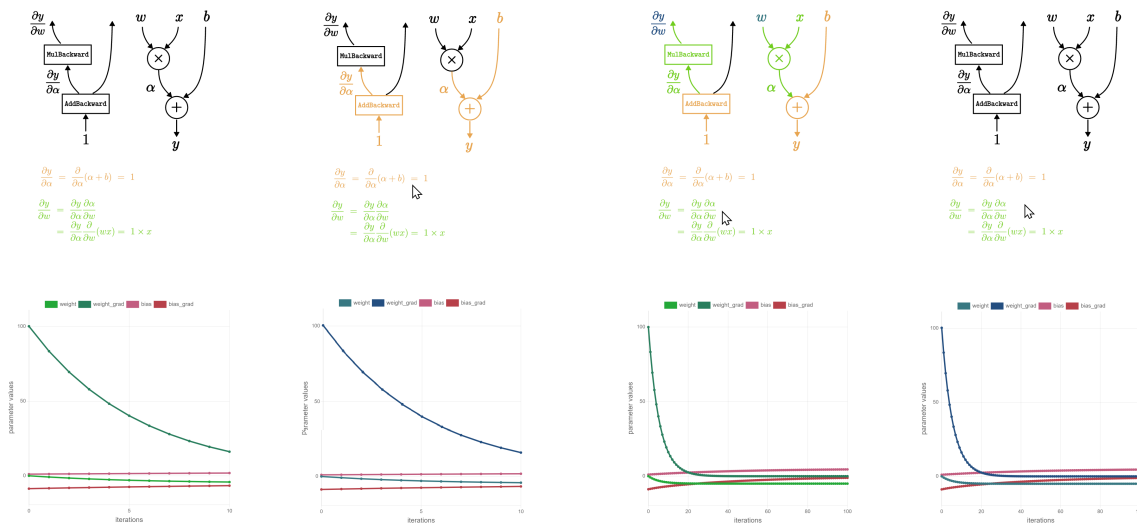 ∂y/∂w w x b
MulBackward ×
∂y/∂α α
AddBackward +
1 y
∂y/∂α = ∂/∂α (α + b) = 1
∂y/∂w = ∂y/∂α ∂α/∂w
= ∂y/∂α ∂/∂w (wx) = 1 × x
∂y/∂w w x b
MulBackward ×
∂y/∂α α
AddBackward +
1 y
∂y/∂α = ∂/∂α (α + b) = 1
∂y/∂w = ∂y/∂α ∂α/∂w
= ∂y/∂α ∂/∂w (wx) = 1 × x
∂y/∂w w x b
MulBackward ×
∂y/∂α α
AddBackward +
1 y
∂y/∂α = ∂/∂α (α + b) = 1
∂y/∂w = ∂y/∂α ∂α/∂w
= ∂y/∂α ∂/∂w (wx) = 1 × x
∂y/∂w w x b
MulBackward ×
∂y/∂α α
AddBackward +
1 y
∂y/∂α = ∂/∂α (α + b) = 1
∂y/∂w = ∂y/∂α ∂α/∂w
= ∂y/∂α ∂/∂w (wx) = 1 × x
weight weight_grad bias bias_grad
parameter values
100
50
0
0 5 10
iterations
weight weight_grad bias bias_grad
Parameter values
100
50
0
0 5 10
iterations
weight weight_grad bias bias_grad
parameter values
100
50
0
0 20 40 60 80 100
iterations
weight weight_grad bias bias_grad
parameter values
100
50
0
0 20 40 60 80 100
iterations